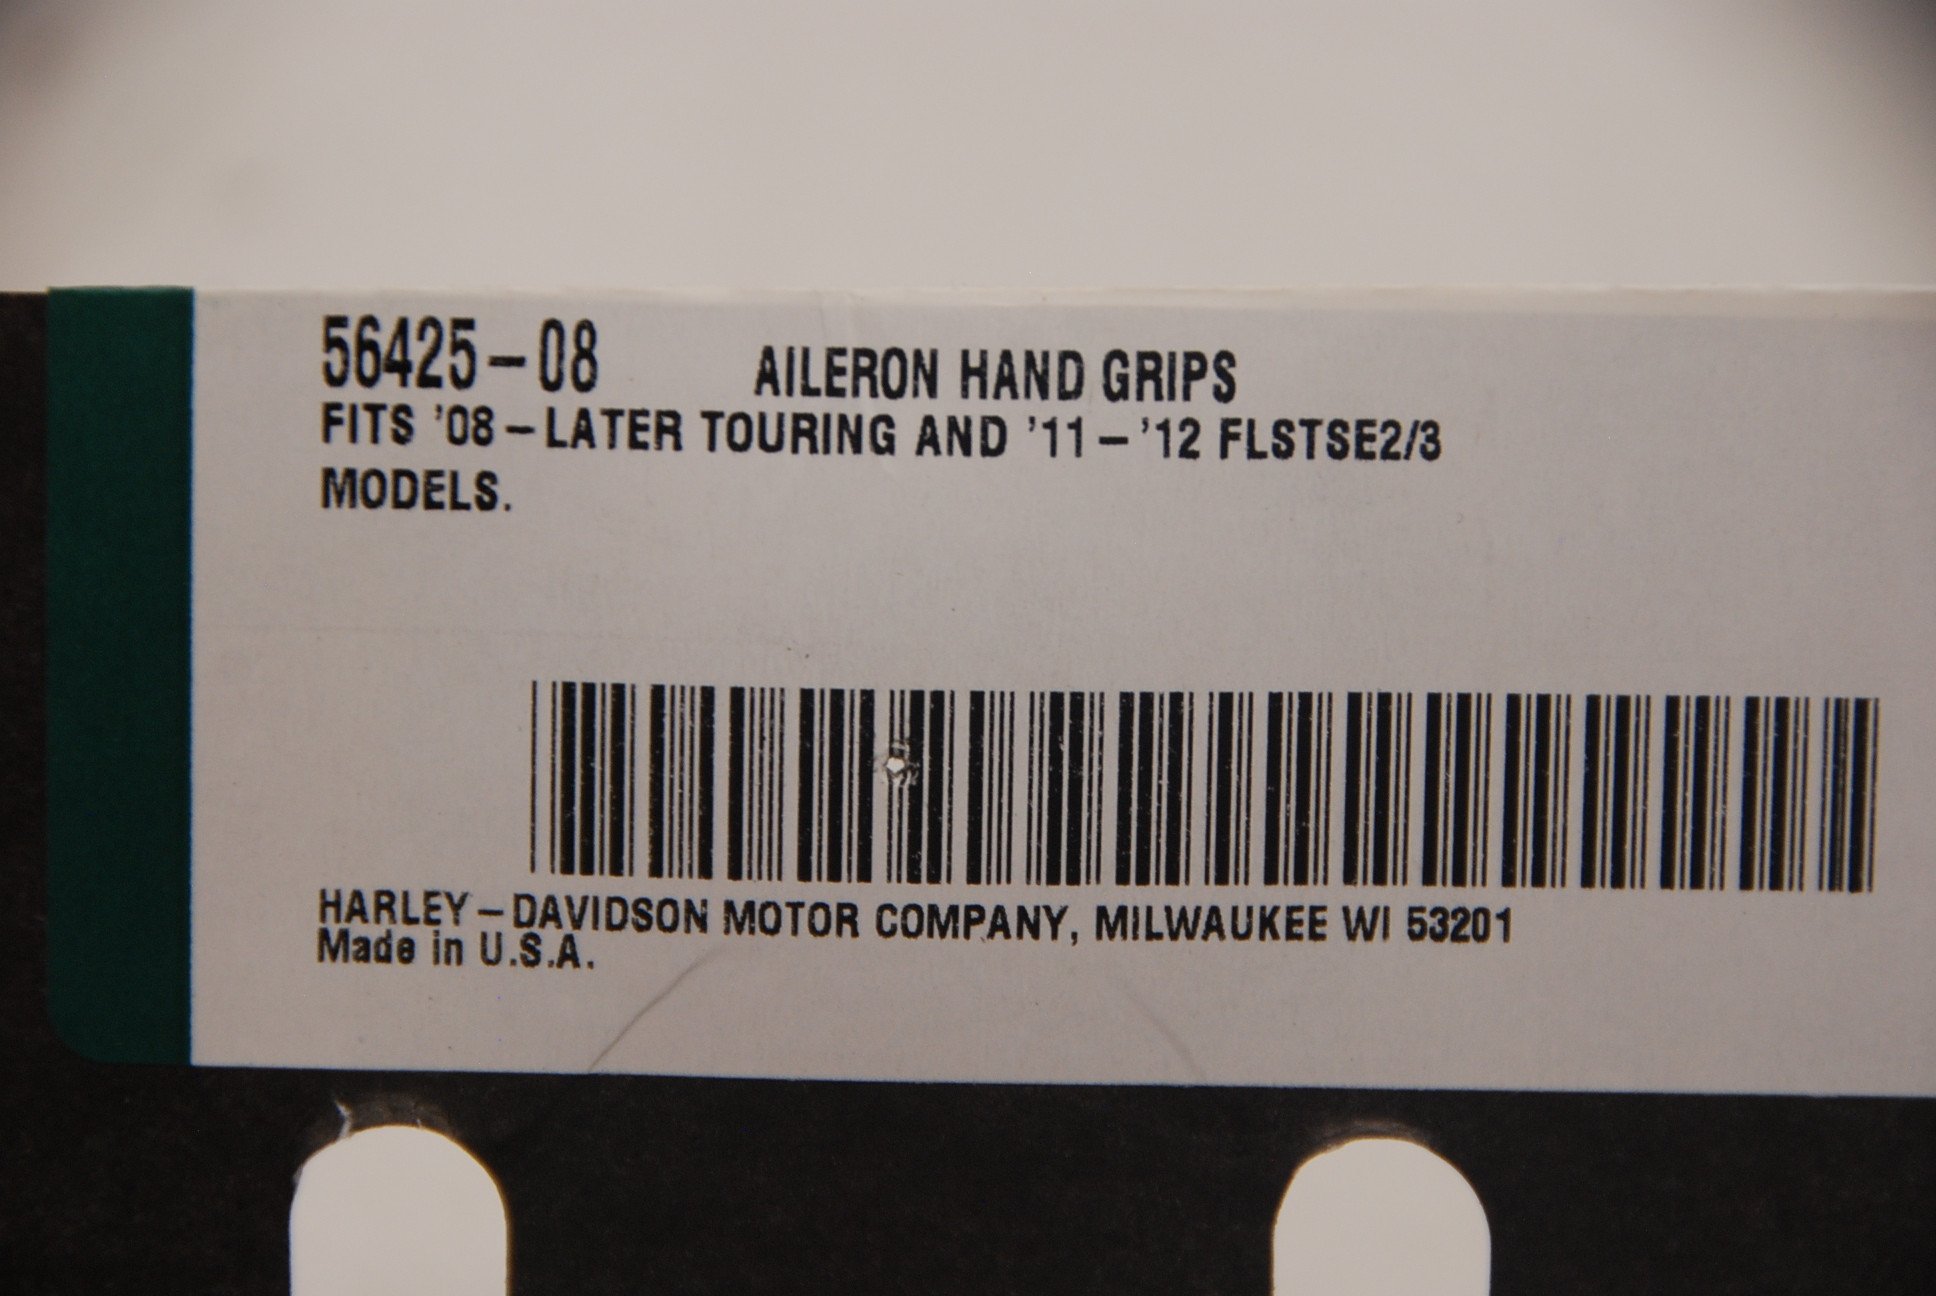 56425-08 AILERON HAND GRIPS
FITS '08-LATER TOURING AND '11-'12 FLSTSE2/3
MODELS.
HARLEY-DAVIDSON MOTOR COMPANY, MILWAUKEE WI 53201
Made in U.S.A.